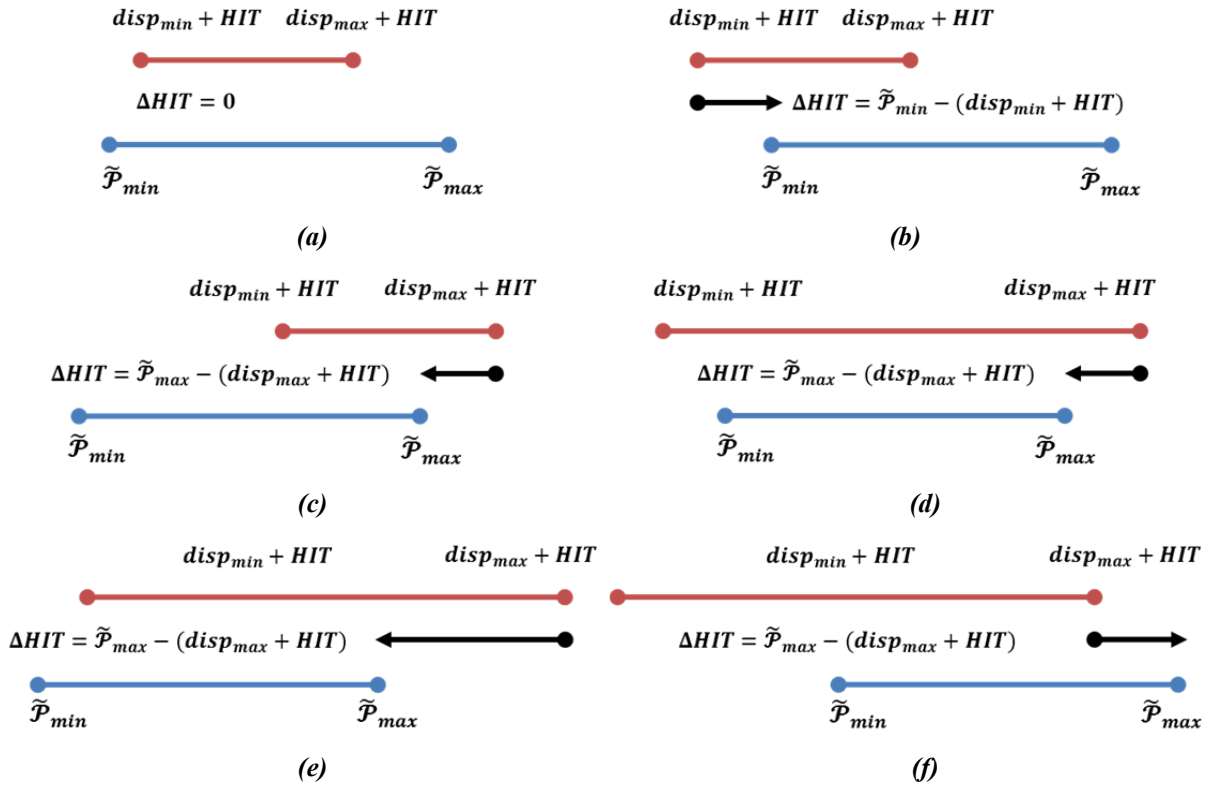 disp_min + HIT disp_max + HIT
ΔHIT = 0
𝒫̃_min 𝒫̃_max
(a)
disp_min + HIT disp_max + HIT
ΔHIT = 𝒫̃_min − (disp_min + HIT)
𝒫̃_min 𝒫̃_max
(b)
disp_min + HIT disp_max + HIT
ΔHIT = 𝒫̃_max − (disp_max + HIT)
𝒫̃_min 𝒫̃_max
(c)
disp_min + HIT disp_max + HIT
ΔHIT = 𝒫̃_max − (disp_max + HIT)
𝒫̃_min 𝒫̃_max
(d)
disp_min + HIT disp_max + HIT
ΔHIT = 𝒫̃_max − (disp_max + HIT)
𝒫̃_min 𝒫̃_max
(e)
disp_min + HIT disp_max + HIT
ΔHIT = 𝒫̃_max − (disp_max + HIT)
𝒫̃_min 𝒫̃_max
(f)